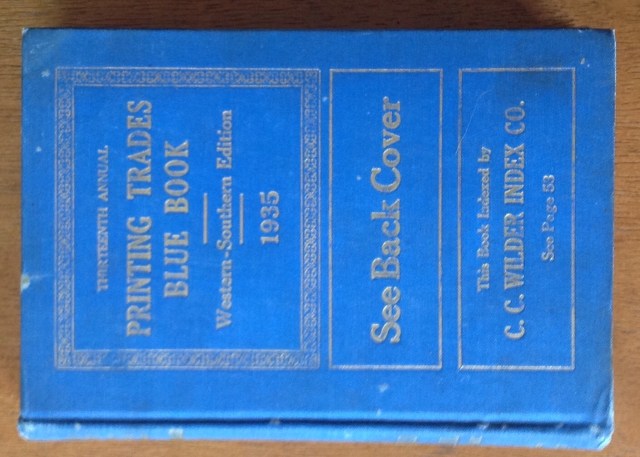 THIRTEENTH ANNUAL
PRINTING TRADES
BLUE BOOK
Western-Southern Edition
1935
See Back Cover
This Book Indexed by
C. C. WILDER INDEX CO.
See Page 53